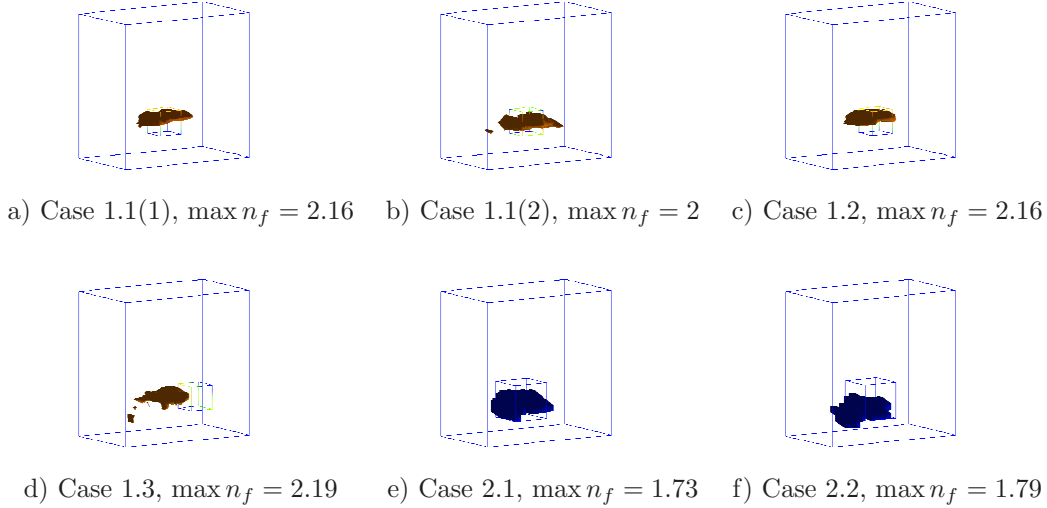 a) Case 1.1(1), max n_f = 2.16 b) Case 1.1(2), max n_f = 2 c) Case 1.2, max n_f = 2.16
d) Case 1.3, max n_f = 2.19 e) Case 2.1, max n_f = 1.73 f) Case 2.2, max n_f = 1.79